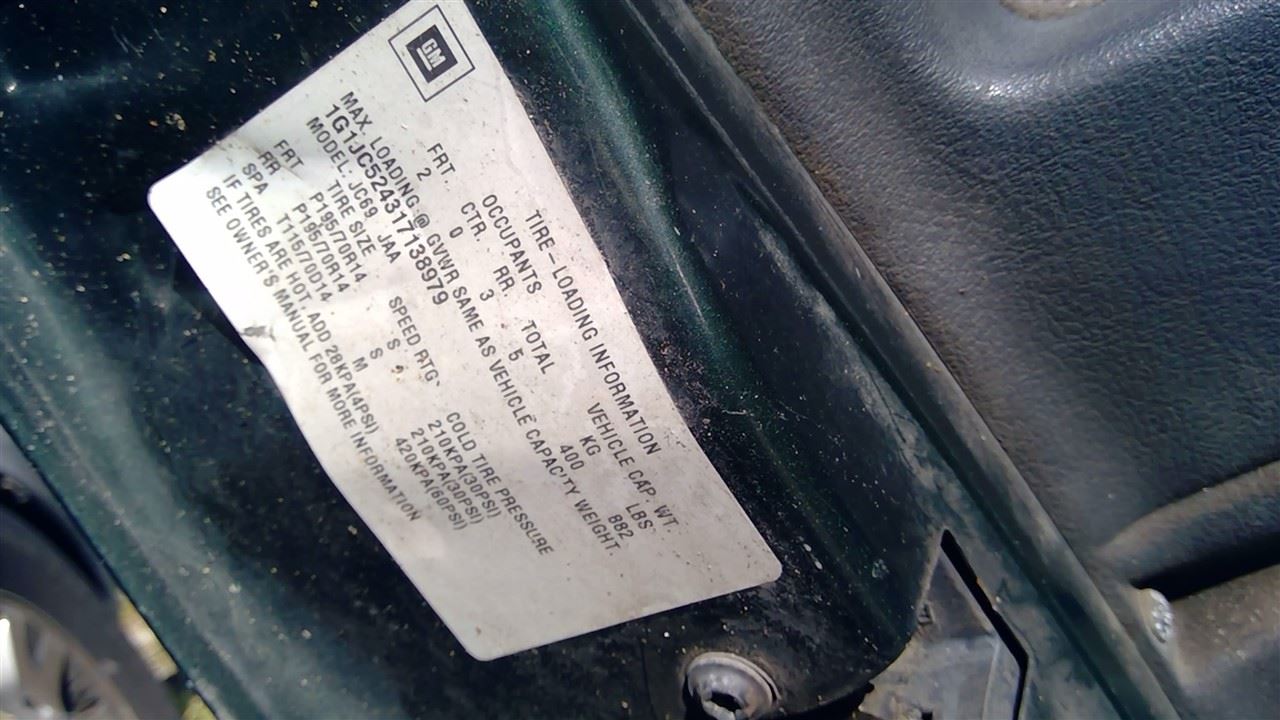 GM
TIRE-LOADING INFORMATION
OCCUPANTS VEHICLE CAP. WT.
FRT. CTR. RR. TOTAL KG LBS
2 0 3 5 400 882
MAX. LOADING @ GVWR SAME AS VEHICLE CAPACITY WEIGHT.
1G1JC524317138979
MODEL: JC69 UAA
TIRE SIZE SPEED RTG COLD TIRE PRESSURE
FRT P195/70R14 S 210KPA(30PSI)
RR P195/70R14 S 210KPA(30PSI)
SPA T115/70D14 M 420KPA(60PSI)
IF TIRES ARE HOT, ADD 28KPA(4PSI)
SEE OWNER'S MANUAL FOR MORE INFORMATION